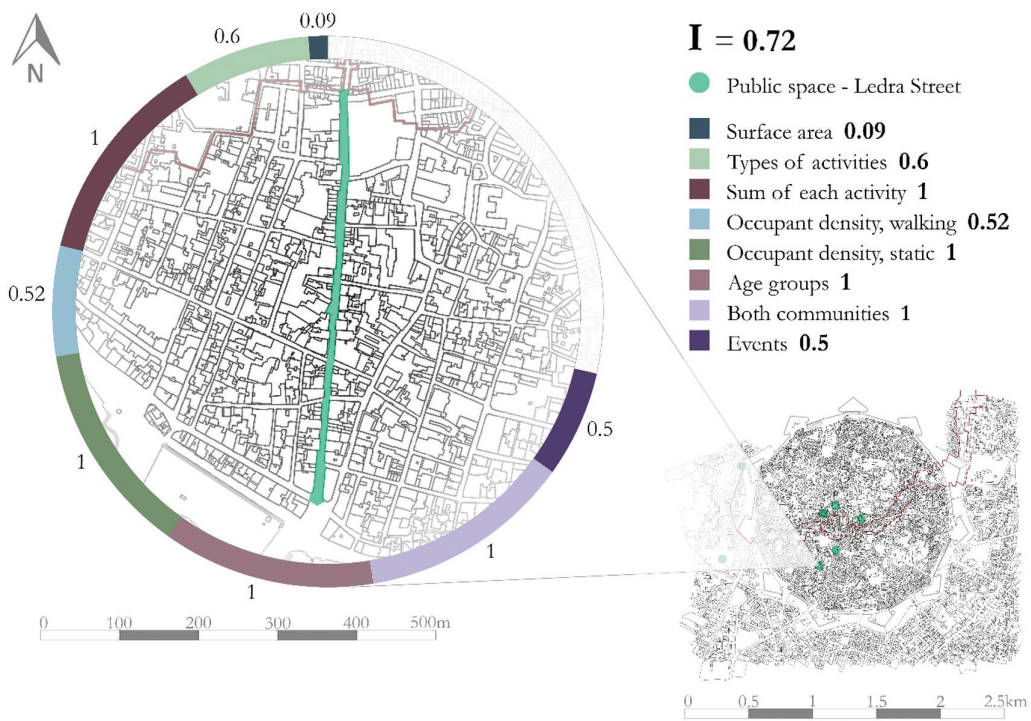 N
0.09
0.6
1
0.52
1
1
1
0.5
0 100 200 300 400 500m
I = 0.72
Public space - Ledra Street
Surface area 0.09
Types of activities 0.6
Sum of each activity 1
Occupant density, walking 0.52
Occupant density, static 1
Age groups 1
Both communities 1
Events 0.5
0 0.5 1 1.5 2 2.5km